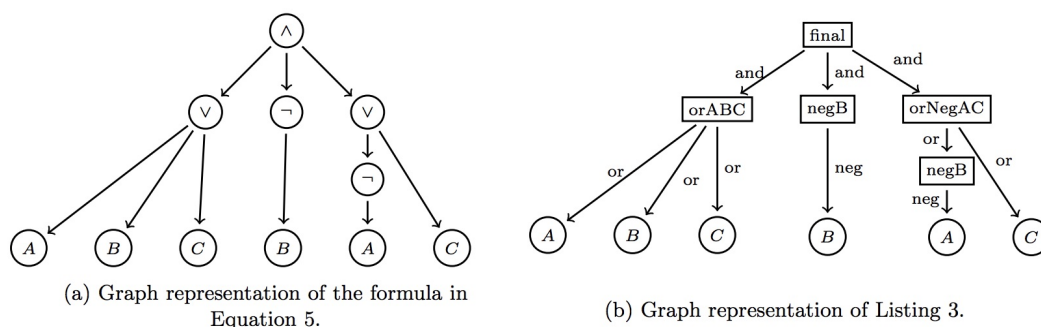 ∧
∨ ¬ ∨
¬
A B C B A C
(a) Graph representation of the formula in
Equation 5.
final
and and and
orABC negB orNegAC
or or or neg or or
negB
neg
A B C B A C
(b) Graph representation of Listing 3.